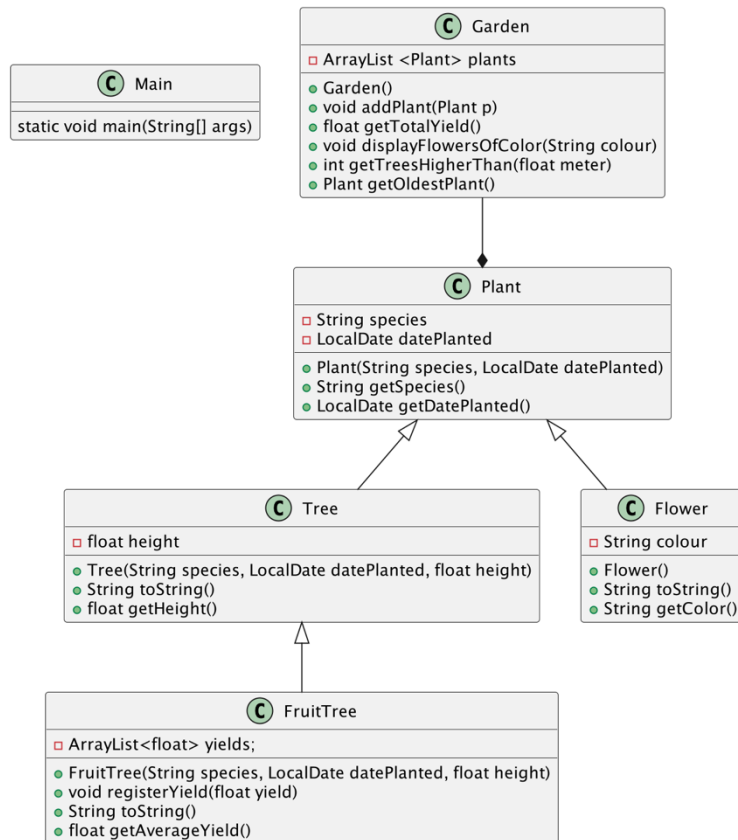 C Main
static void main(String[] args)
C Garden
ArrayList <Plant> plants
Garden()
void addPlant(Plant p)
float getTotalYield()
void displayFlowersOfColor(String colour)
int getTreesHigherThan(float meter)
Plant getOldestPlant()
C Plant
String species
LocalDate datePlanted
Plant(String species, LocalDate datePlanted)
String getSpecies()
LocalDate getDatePlanted()
C Tree
float height
Tree(String species, LocalDate datePlanted, float height)
String toString()
float getHeight()
C Flower
String colour
Flower()
String toString()
String getColor()
C FruitTree
ArrayList<float> yields;
FruitTree(String species, LocalDate datePlanted, float height)
void registerYield(float yield)
String toString()
float getAverageYield()